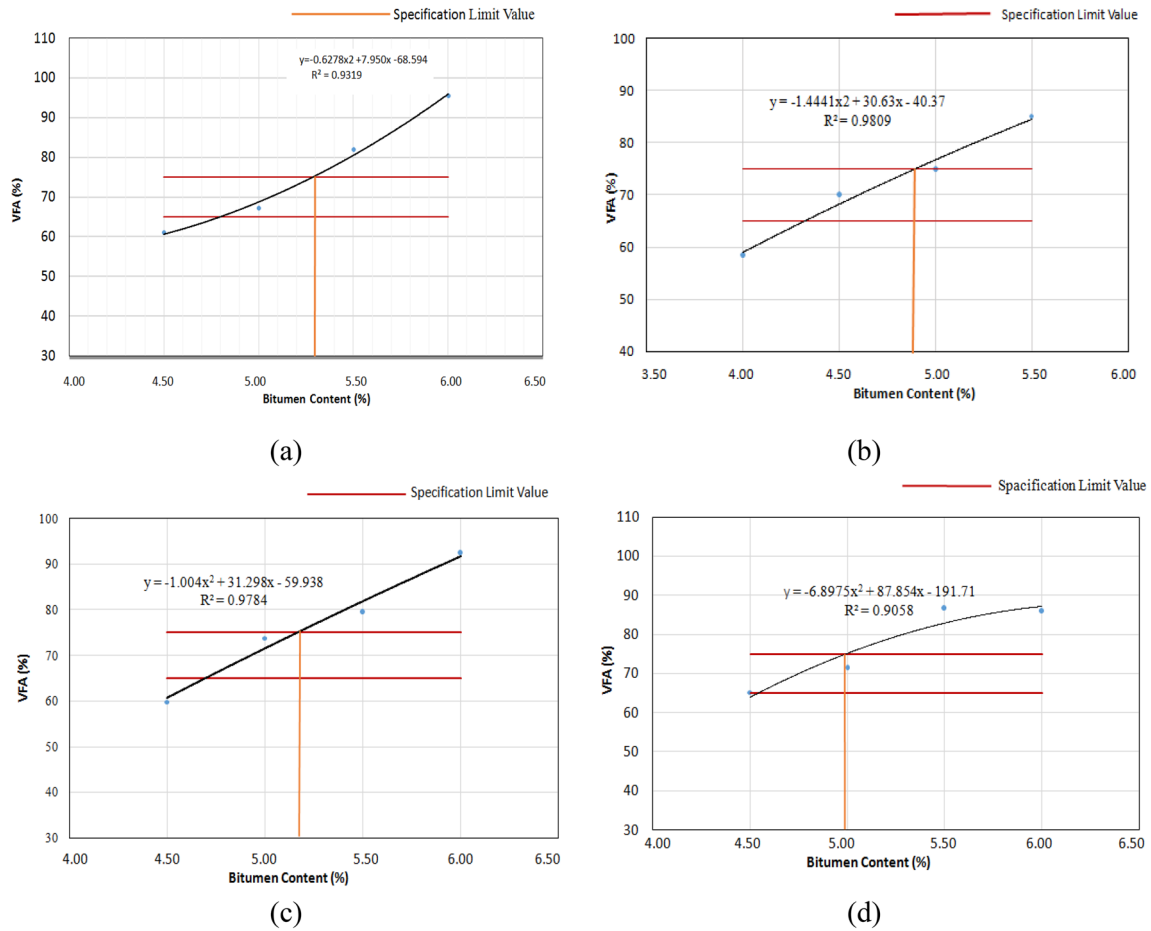 Specification Limit Value
110
100
90
80
70
60
50
40
30
VFA (%)
y=-0.6278x2+7.950x -68.594
R² = 0.9319
4.00 4.50 5.00 5.50 6.00 6.50
Bitumen Content (%)
(a)
Specification Limit Value
100
90
80
70
60
50
40
VFA (%)
y = -1.4441x2 + 30.63x - 40.37
R² = 0.9809
3.50 4.00 4.50 5.00 5.50 6.00
Bitumen Content (%)
(b)
Specification Limit Value
100
90
80
70
60
50
40
30
VFA (%)
y = -1.004x² + 31.298x - 59.938
R² = 0.9784
4.00 4.50 5.00 5.50 6.00 6.50
Bitumen Content (%)
(c)
Spacification Limit Value
110
100
90
80
70
60
50
40
30
VFA (%)
y = -6.8975x² + 87.854x - 191.71
R² = 0.9058
4.00 4.50 5.00 5.50 6.00 6.50
Bitumen Content (%)
(d)